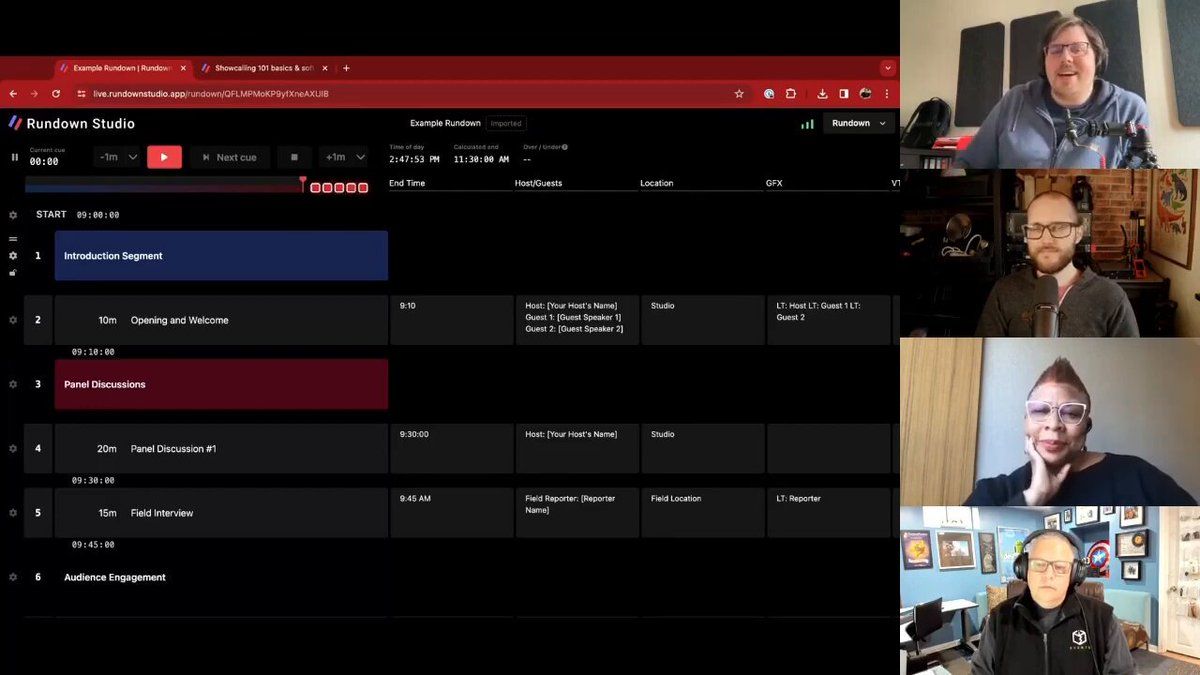 Example Rundown | Rundown
Showcalling 101 basics & sof
live.rundownstudio.app/rundown/QFLMPMoKP9yfXneAXUIB
Rundown Studio
Example Rundown Imported
Rundown
Current cue
00:00
-1m
Next cue
+1m
Time of day
2:47:53 PM
Calculated end
11:30:00 AM
Over / Under
--
End Time Host/Guests Location GFX VT
START 09:00:00
1 Introduction Segment
2 10m Opening and Welcome
9:10
Host: [Your Host's Name]
Guest 1: [Guest Speaker 1]
Guest 2: [Guest Speaker 2]
Studio
LT: Host LT: Guest 1 LT:
Guest 2
09:10:00
3 Panel Discussions
4 20m Panel Discussion #1
9:30:00
Host: [Your Host's Name]
Studio
09:30:00
5 15m Field Interview
9:45 AM
Field Reporter: [Reporter
Name]
Field Location
LT: Reporter
09:45:00
6 Audience Engagement
EVENTS